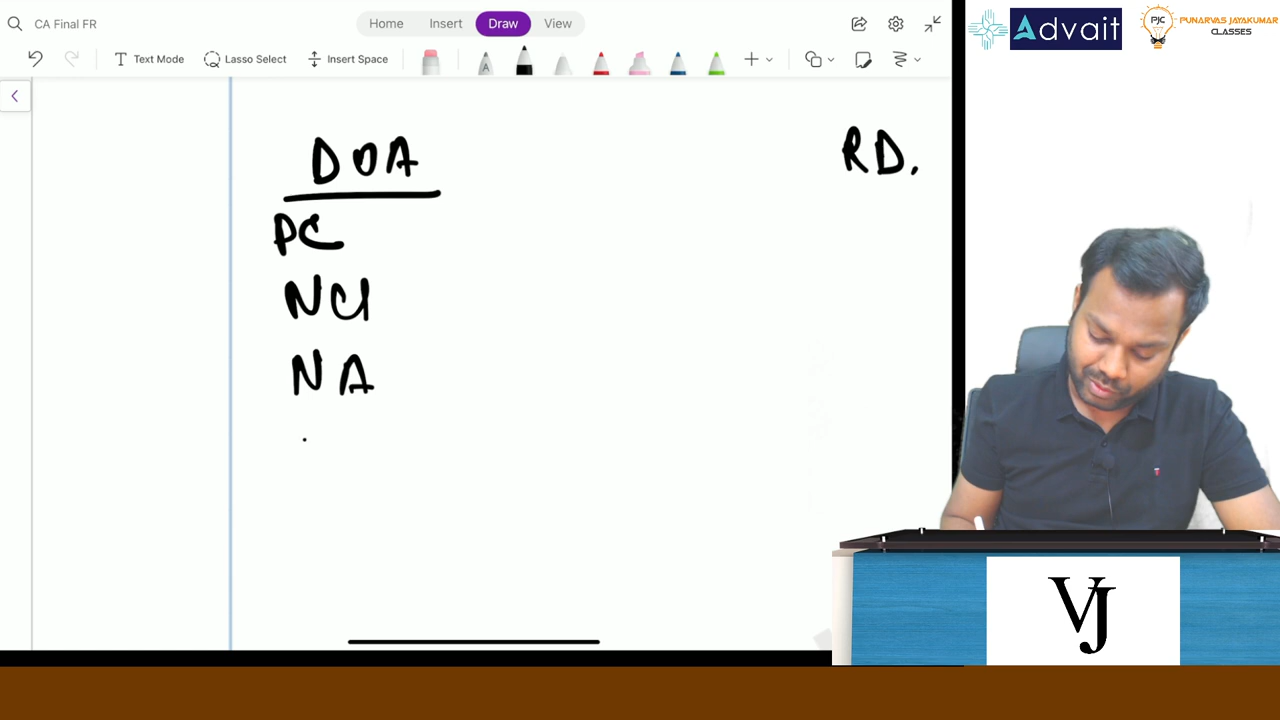 CA Final FR
Home Insert Draw View
Text Mode Lasso Select Insert Space
A
Advait
PJC
PUNARVAS JAYAKUMAR
CLASSES
DOA
RD.
PC
NCI
NA
VJ